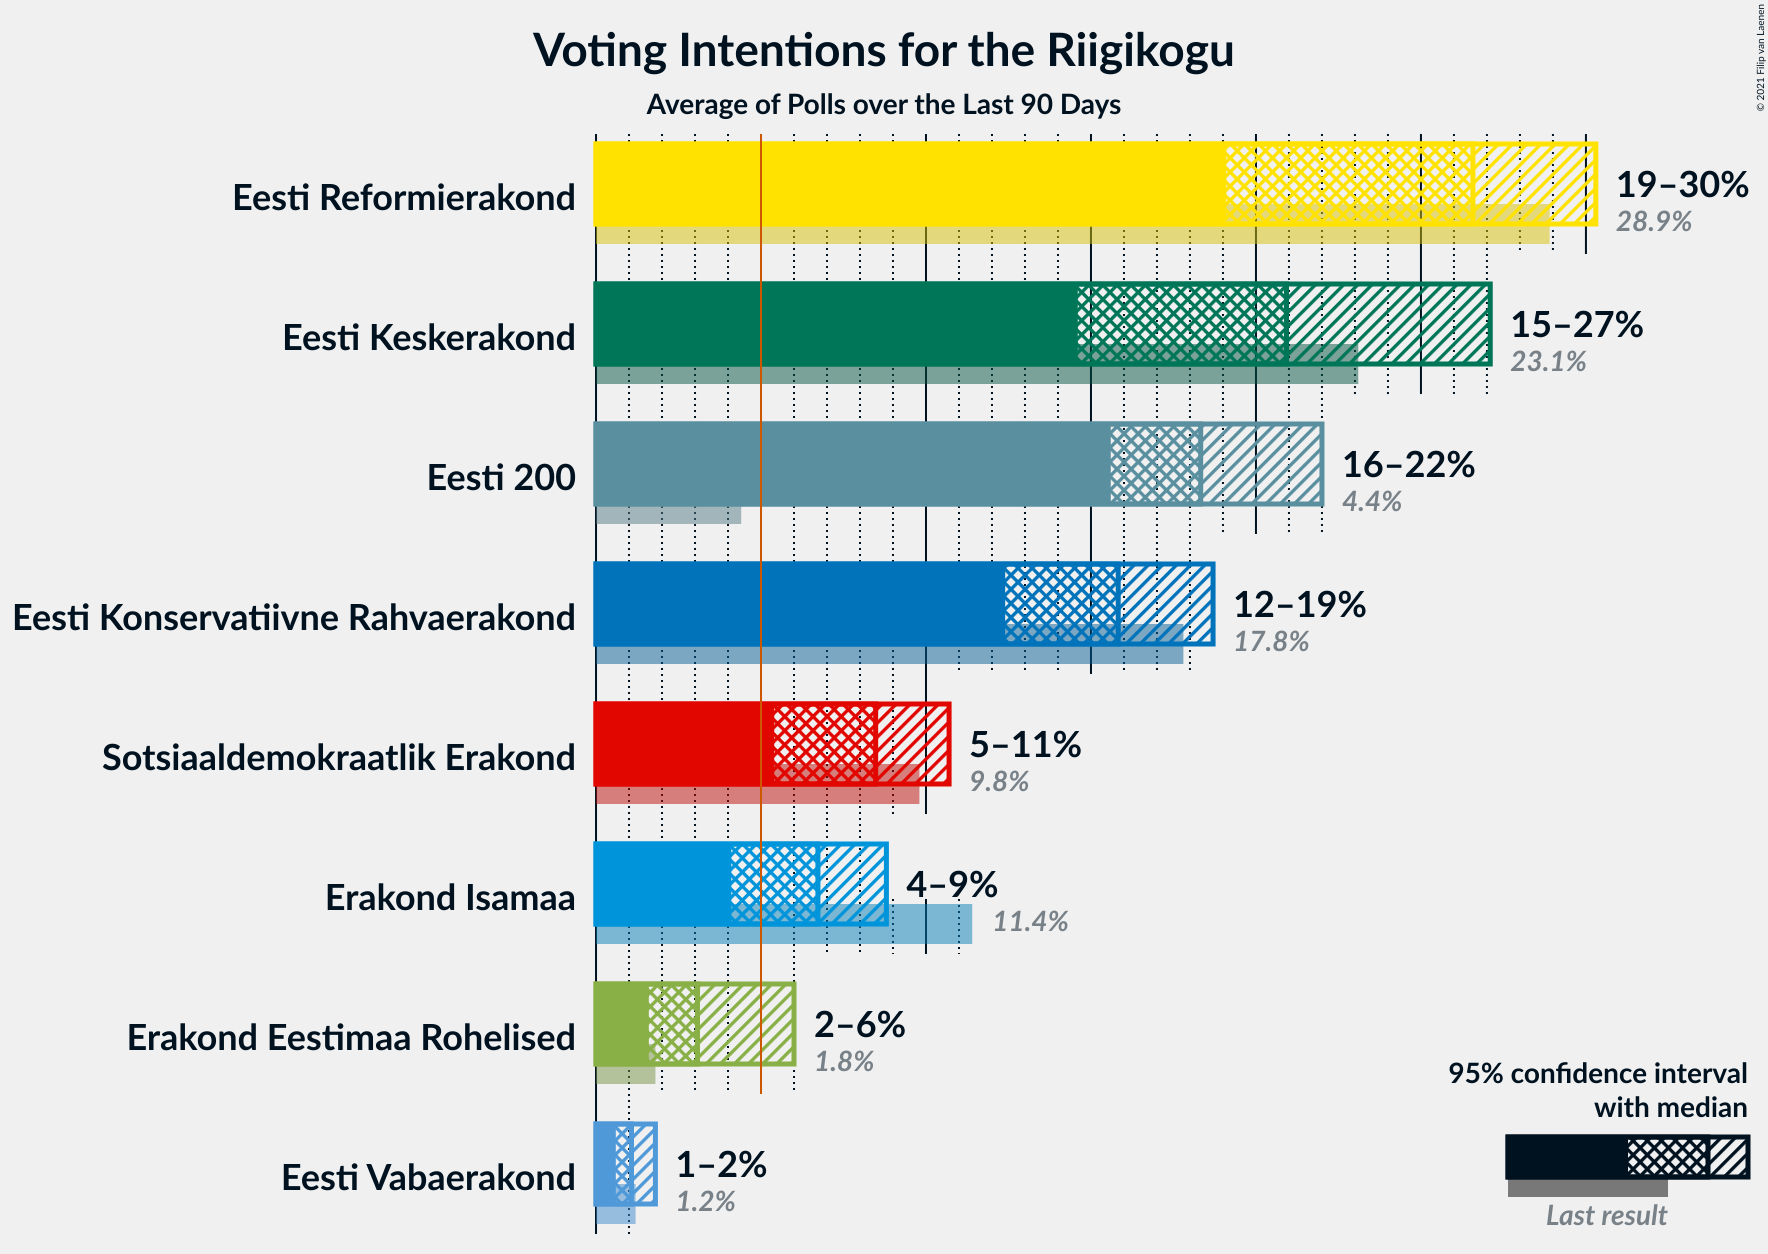 Voting Intentions for the Riigikogu
Average of Polls over the Last 90 Days
© 2021 Filip van Laenen
Eesti Reformierakond
19–30%
28.9%
Eesti Keskerakond
15–27%
23.1%
Eesti 200
16–22%
4.4%
Eesti Konservatiivne Rahvaerakond
12–19%
17.8%
Sotsiaaldemokraatlik Erakond
5–11%
9.8%
Erakond Isamaa
4–9%
11.4%
Erakond Eestimaa Rohelised
2–6%
1.8%
Eesti Vabaerakond
1–2%
1.2%
95% confidence interval
with median
Last result